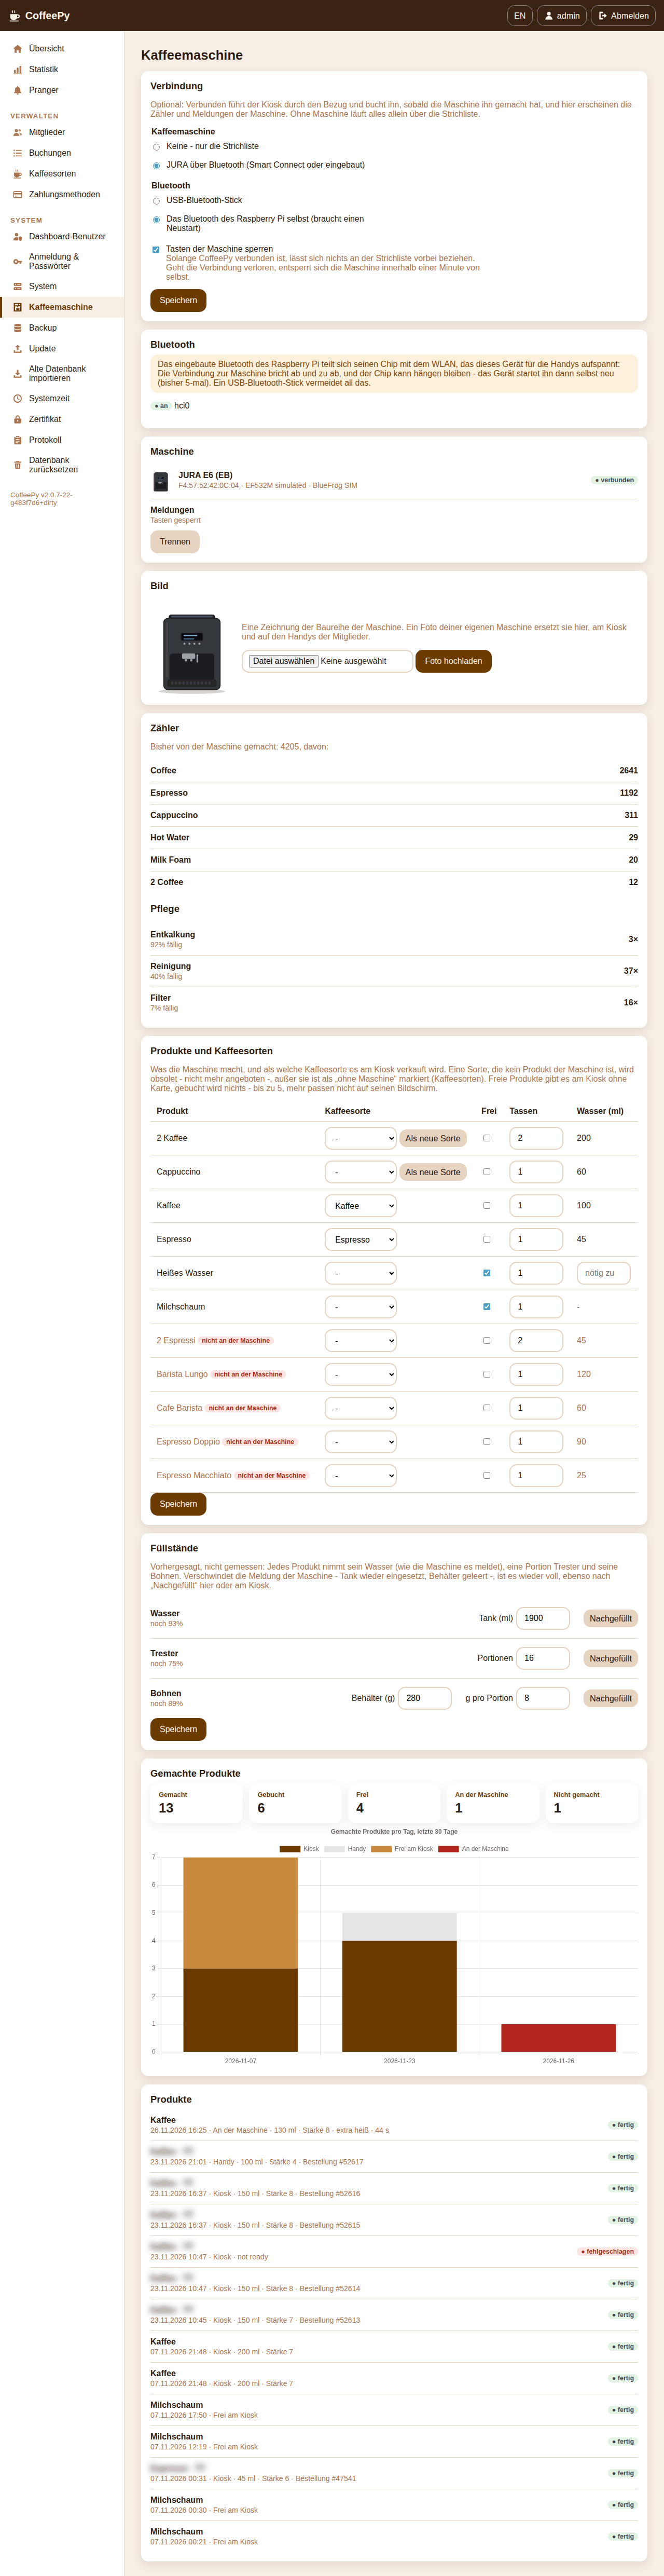 CoffeePy
EN
admin
Abmelden
Übersicht
Statistik
Pranger
VERWALTEN
Mitglieder
Buchungen
Kaffeesorten
Zahlungsmethoden
SYSTEM
Dashboard-Benutzer
Anmeldung &
Passwörter
System
Kaffeemaschine
Backup
Update
Alte Datenbank
importieren
Systemzeit
Zertifikat
Protokoll
Datenbank
zurücksetzen
CoffeePy v2.0.7-22-
g483f7d6+dirty
Kaffeemaschine
Verbindung
Optional: Verbunden führt der Kiosk durch den Bezug und bucht ihn, sobald die Maschine ihn gemacht hat, und hier erscheinen die
Zähler und Meldungen der Maschine. Ohne Maschine läuft alles allein über die Strichliste.
Kaffeemaschine
Keine - nur die Strichliste
JURA über Bluetooth (Smart Connect oder eingebaut)
Bluetooth
USB-Bluetooth-Stick
Das Bluetooth des Raspberry Pi selbst (braucht einen
Neustart)
Tasten der Maschine sperren
Solange CoffeePy verbunden ist, lässt sich nichts an der Strichliste vorbei beziehen.
Geht die Verbindung verloren, entsperrt sich die Maschine innerhalb einer Minute von
selbst.
Speichern
Bluetooth
Das eingebaute Bluetooth des Raspberry Pi teilt sich seinen Chip mit dem WLAN, das dieses Gerät für die Handys aufspannt:
Die Verbindung zur Maschine bricht ab und zu ab, und der Chip kann hängen bleiben - das Gerät startet ihn dann selbst neu
(bisher 5-mal). Ein USB-Bluetooth-Stick vermeidet all das.
● an hci0
Maschine
JURA E6 (EB)
F4:57:52:42:0C:04 · EF532M simulated · BlueFrog SIM
● verbunden
Meldungen
Tasten gesperrt
Trennen
Bild
Eine Zeichnung der Baureihe der Maschine. Ein Foto deiner eigenen Maschine ersetzt sie hier, am Kiosk
und auf den Handys der Mitglieder.
Datei auswählen Keine ausgewählt
Foto hochladen
Zähler
Bisher von der Maschine gemacht: 4205, davon:
Coffee 2641
Espresso 1192
Cappuccino 311
Hot Water 29
Milk Foam 20
2 Coffee 12
Pflege
Entkalkung 3×
92% fällig
Reinigung 37×
40% fällig
Filter 16×
7% fällig
Produkte und Kaffeesorten
Was die Maschine macht, und als welche Kaffeesorte es am Kiosk verkauft wird. Eine Sorte, die kein Produkt der Maschine ist, wird
obsolet - nicht mehr angeboten -, außer sie ist als „ohne Maschine" markiert (Kaffeesorten). Freie Produkte gibt es am Kiosk ohne
Karte, gebucht wird nichts - bis zu 5, mehr passen nicht auf seinen Bildschirm.
Produkt Kaffeesorte Frei Tassen Wasser (ml)
2 Kaffee - Als neue Sorte 2 200
Cappuccino - Als neue Sorte 1 60
Kaffee Kaffee 1 100
Espresso Espresso 1 45
Heißes Wasser - 1 nötig zu
Milchschaum - 1 -
2 Espressi nicht an der Maschine - 2 45
Barista Lungo nicht an der Maschine - 1 120
Cafe Barista nicht an der Maschine - 1 60
Espresso Doppio nicht an der Maschine - 1 90
Espresso Macchiato nicht an der Maschine - 1 25
Speichern
Füllstände
Vorhergesagt, nicht gemessen: Jedes Produkt nimmt sein Wasser (wie die Maschine es meldet), eine Portion Trester und seine
Bohnen. Verschwindet die Meldung der Maschine - Tank wieder eingesetzt, Behälter geleert -, ist es wieder voll, ebenso nach
„Nachgefüllt" hier oder am Kiosk.
Wasser Tank (ml) 1900 Nachgefüllt
noch 93%
Trester Portionen 16 Nachgefüllt
noch 75%
Bohnen Behälter (g) 280 g pro Portion 8 Nachgefüllt
noch 89%
Speichern
Gemachte Produkte
Gemacht Gebucht Frei An der Maschine Nicht gemacht
13 6 4 1 1
Gemachte Produkte pro Tag, letzte 30 Tage
Kiosk Handy Frei am Kiosk An der Maschine
7
6
5
4
3
2
1
0
2026-11-07 2026-11-23 2026-11-26
Produkte
Kaffee
26.11.2026 16:25 · An der Maschine · 130 ml · Stärke 8 · extra heiß · 44 s ● fertig
23.11.2026 21:01 · Handy · 100 ml · Stärke 4 · Bestellung #52617 ● fertig
23.11.2026 16:37 · Kiosk · 150 ml · Stärke 8 · Bestellung #52616 ● fertig
23.11.2026 16:37 · Kiosk · 150 ml · Stärke 8 · Bestellung #52615 ● fertig
23.11.2026 10:47 · Kiosk · not ready ● fehlgeschlagen
23.11.2026 10:47 · Kiosk · 150 ml · Stärke 8 · Bestellung #52614 ● fertig
23.11.2026 10:45 · Kiosk · 150 ml · Stärke 7 · Bestellung #52613 ● fertig
Kaffee
07.11.2026 21:48 · Kiosk · 200 ml · Stärke 7 ● fertig
Kaffee
07.11.2026 21:48 · Kiosk · 200 ml · Stärke 7 ● fertig
Milchschaum
07.11.2026 17:50 · Frei am Kiosk ● fertig
Milchschaum
07.11.2026 12:19 · Frei am Kiosk ● fertig
07.11.2026 00:31 · Kiosk · 45 ml · Stärke 6 · Bestellung #47541 ● fertig
Milchschaum
07.11.2026 00:30 · Frei am Kiosk ● fertig
Milchschaum
07.11.2026 00:21 · Frei am Kiosk ● fertig